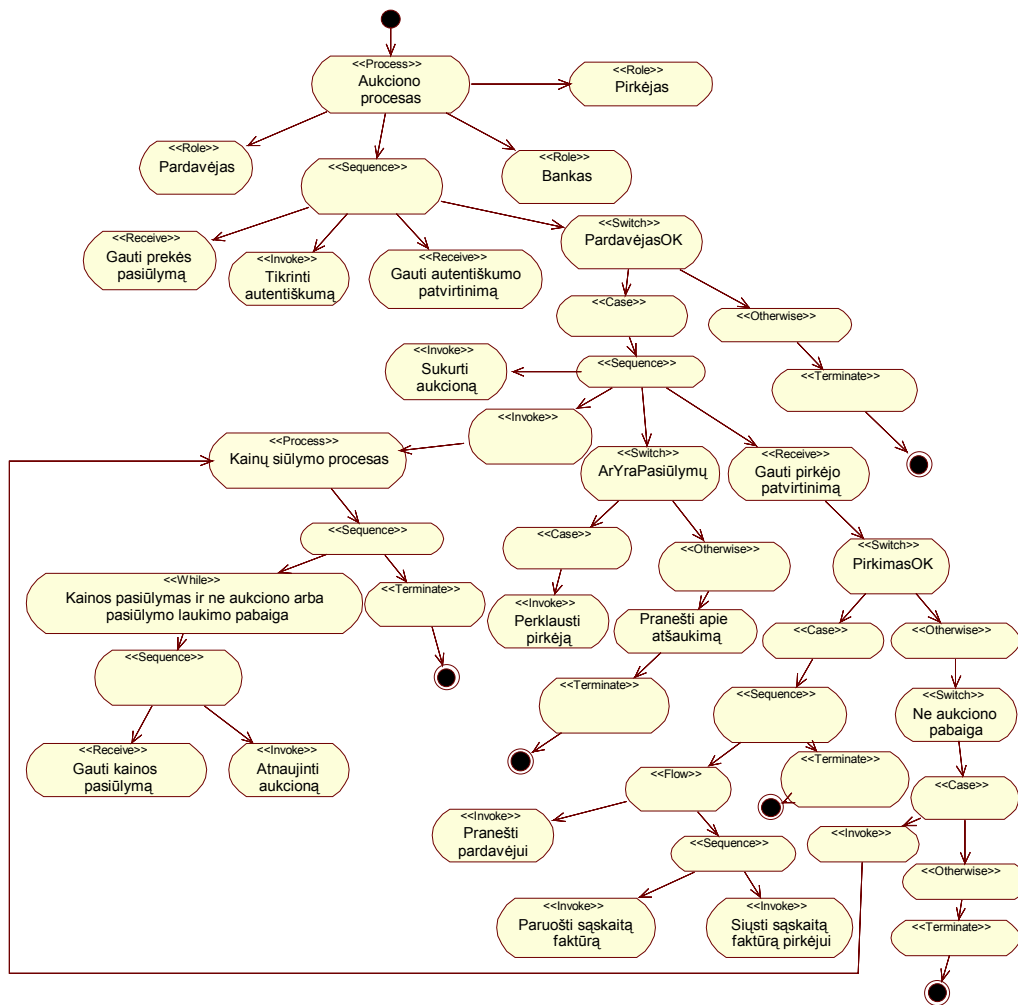 <<Process>>
Aukciono
procesas
<<Role>>
Pirkėjas
<<Role>>
Pardavėjas
<<Sequence>>
<<Role>>
Bankas
<<Receive>>
Gauti prekės
pasiūlymą
<<Invoke>>
Tikrinti
autentiškumą
<<Receive>>
Gauti autentiškumo
patvirtinimą
<<Switch>>
PardavėjasOK
<<Case>>
<<Otherwise>>
<<Invoke>>
Sukurti
aukcioną
<<Sequence>>
<<Terminate>>
<<Invoke>>
<<Process>>
Kainų siūlymo procesas
<<Switch>>
ArYraPasiūlymų
<<Receive>>
Gauti pirkėjo
patvirtinimą
<<Sequence>>
<<Case>>
<<Otherwise>>
<<Switch>>
PirkimasOK
<<While>>
Kainos pasiūlymas ir ne aukciono arba
pasiūlymo laukimo pabaiga
<<Terminate>>
<<Invoke>>
Perklausti
pirkėją
Pranešti apie
atšaukimą
<<Case>>
<<Otherwise>>
<<Sequence>>
<<Terminate>>
<<Sequence>>
<<Switch>>
Ne aukciono
pabaiga
<<Receive>>
Gauti kainos
pasiūlymą
<<Invoke>>
Atnaujinti
aukcioną
<<Flow>>
<<Terminate>>
<<Case>>
<<Invoke>>
Pranešti
pardavėjui
<<Sequence>>
<<Invoke>>
<<Otherwise>>
<<Invoke>>
Paruošti sąskaitą
faktūrą
<<Invoke>>
Siųsti sąskaitą
faktūrą pirkėjui
<<Terminate>>